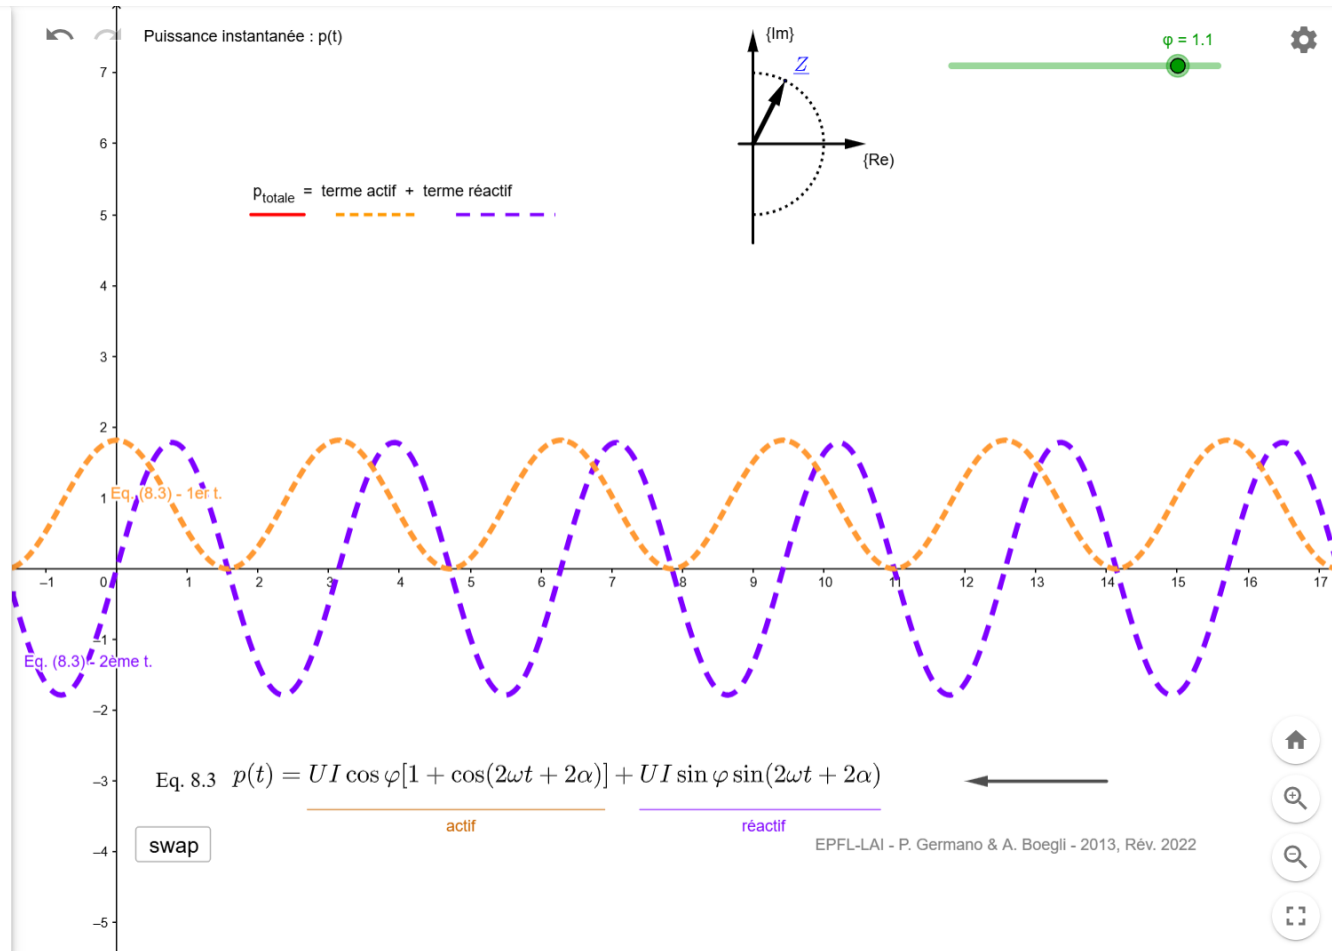 Puissance instantanée : p(t)
{Im}
Z
{Re)
φ = 1.1
p_totale = terme actif + terme réactif
7
6
5
4
3
2
1
−1
−2
−3
−4
−5
−1 0 1 2 3 4 5 6 7 8 9 10 11 12 13 14 15 16 17
Eq. (8.3) - 1er t.
Eq. (8.3) - 2ème t.
Eq. 8.3 p(t) = UI cos φ[1 + cos(2ωt + 2α)] + UI sin φ sin(2ωt + 2α)
actif
réactif
swap
EPFL-LAI - P. Germano & A. Boegli - 2013, Rév. 2022